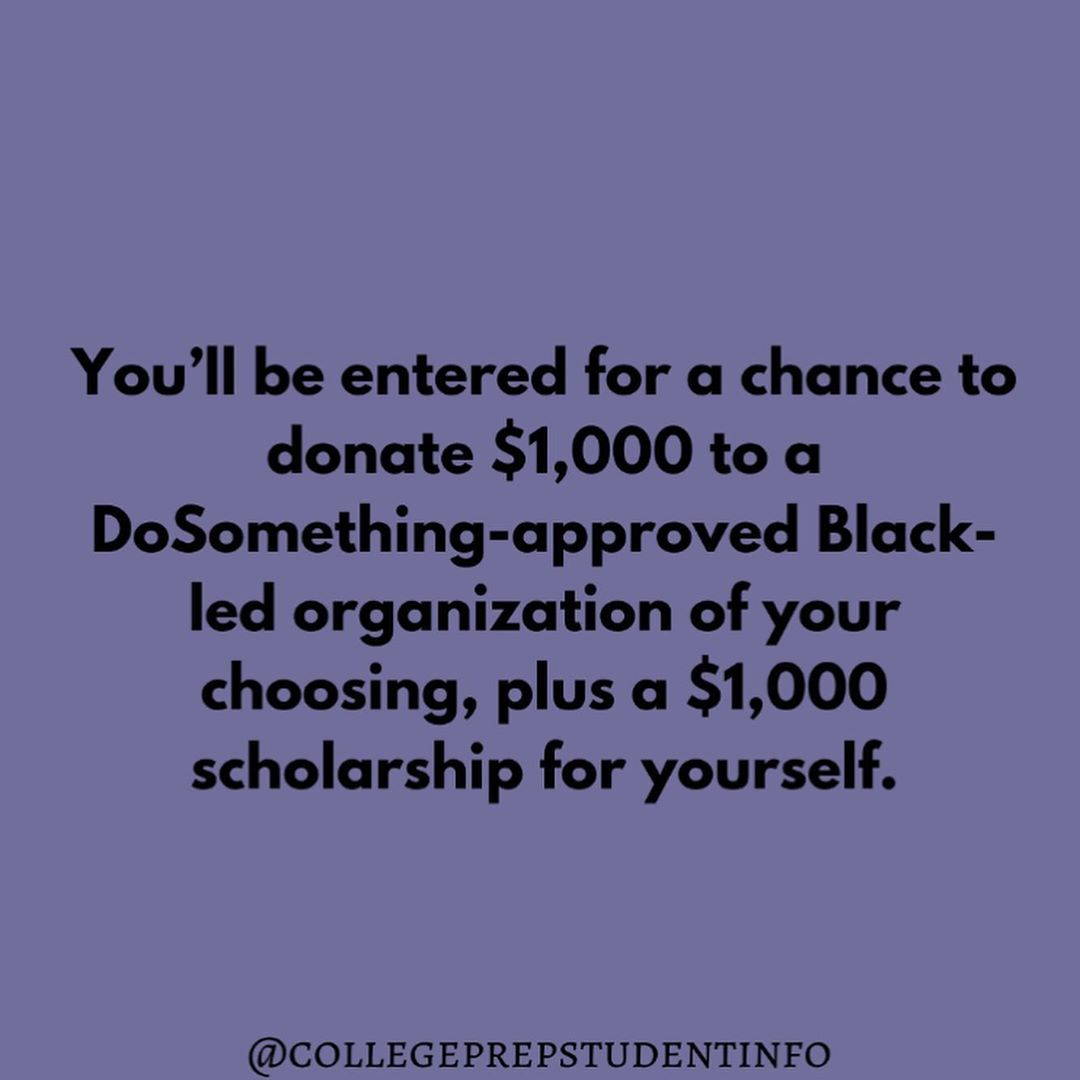 You’ll be entered for a chance to
donate $1,000 to a
DoSomething-approved Black-
led organization of your
choosing, plus a $1,000
scholarship for yourself.
@COLLEGEPREPSTUDENTINFO